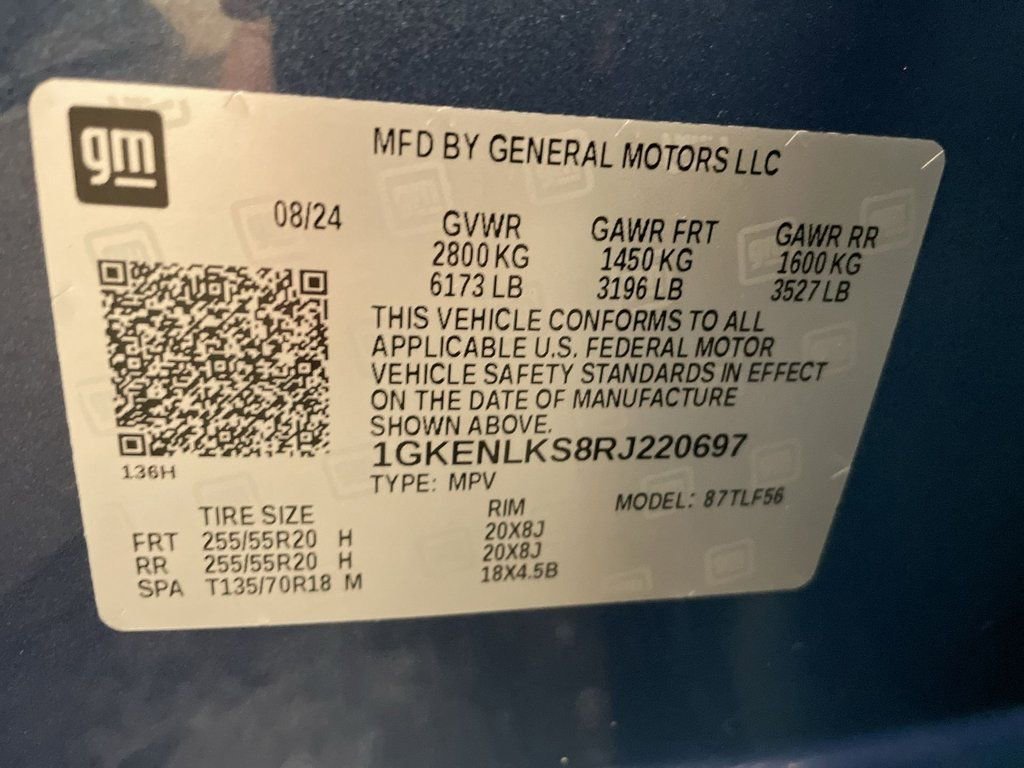 gm
MFD BY GENERAL MOTORS LLC
08/24
GVWR GAWR FRT GAWR RR
2800 KG 1450 KG 1600 KG
6173 LB 3196 LB 3527 LB
THIS VEHICLE CONFORMS TO ALL
APPLICABLE U.S. FEDERAL MOTOR
VEHICLE SAFETY STANDARDS IN EFFECT
ON THE DATE OF MANUFACTURE
SHOWN ABOVE.
1GKENLKS8RJ220697
136H
TYPE: MPV MODEL: 87TLF56
TIRE SIZE RIM
FRT 255/55R20 H 20X8J
RR 255/55R20 H 20X8J
SPA T135/70R18 M 18X4.5B